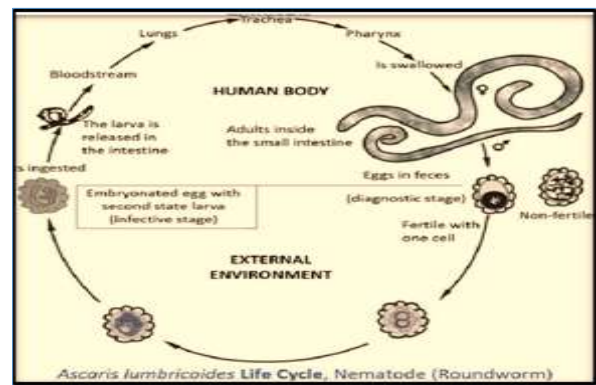 Trachea
Lungs
Pharynx
Is swallowed
Bloodstream
HUMAN BODY
The larva is
released in
the intestine
Adults inside
the small intestine
♀
♂
s ingested
Embryonated egg with
second state larva
(Infective stage)
Eggs in feces
(diagnostic stage)
Non-fertile
Fertile with
one cell
EXTERNAL
ENVIRONMENT
Ascaris lumbricoides Life Cycle, Nematode (Roundworm)